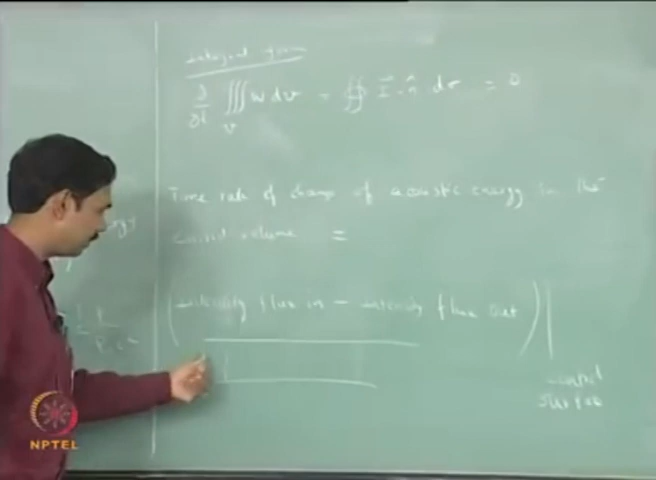 Integral form
∂/∂t ∭ w dv = ∯ I⃗ · n̂ dσ = 0
v
Time rate of change of acoustic energy in the
control volume =
(Intensity flux in - intensity flux out)|
control
surface
NPTEL